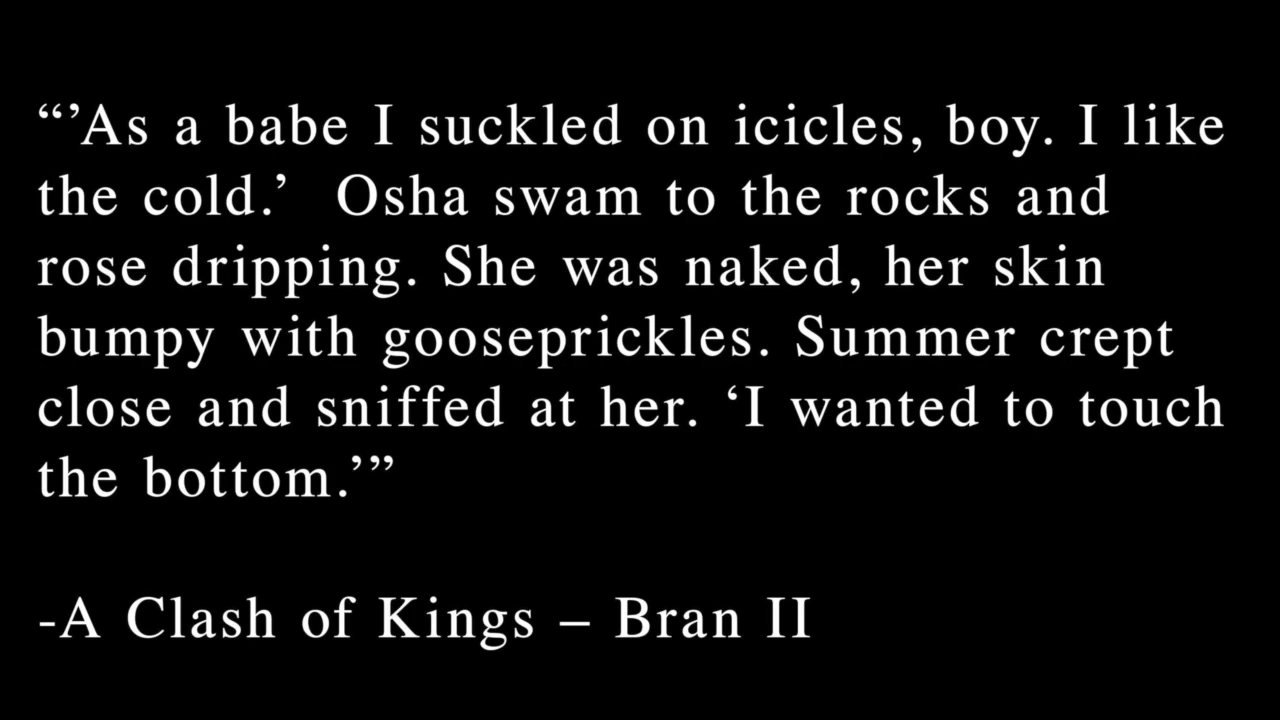 “’As a babe I suckled on icicles, boy. I like
the cold.’  Osha swam to the rocks and
rose dripping. She was naked, her skin
bumpy with gooseprickles. Summer crept
close and sniffed at her. ‘I wanted to touch
the bottom.’”
-A Clash of Kings – Bran II